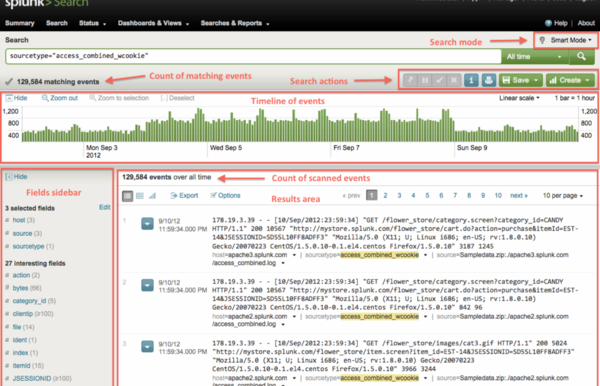 splunk> Search
Summary Search Status Dashboards & Views Searches & Reports
Help | About
Search
Search mode
Smart Mode
sourcetype="access_combined_wcookie"
All time
129,584 matching events
Count of matching events
Search actions
Save
Create
Hide Zoom out Zoom to selection Deselect
Timeline of events
Linear scale 1 bar = 1 hour
1,200
800
400
1,200
800
400
Mon Sep 3
2012
Wed Sep 5
Fri Sep 7
Sun Sep 9
Hide
Fields sidebar
3 selected fields Edit
# host (3)
# source (3)
# sourcetype (1)
27 interesting fields
# action (2)
# bytes (66)
# category_id (5)
# clientip (≥100)
# file (14)
# ident (1)
# index (1)
# itemId (15)
# JSESSIONID (≥100)
129,584 events over all time
Count of scanned events
Export Options
Results area
« prev 1 2 3 4 5 6 7 8 9 10 next »
10 per page
1
9/10/12
11:59:34.000 PM
178.19.3.39 - - [10/Sep/2012:23:59:34] "GET /flower_store/category.screen?category_id=CANDY
HTTP/1.1" 200 10567 "http://mystore.splunk.com/flower_store/cart.do?action=purchase&itemId=EST-
14&JSESSIONID=SD5SL10FF8ADFF3" "Mozilla/5.0 (X11; U; Linux i686; en-US; rv:1.8.0.10)
Gecko/20070223 CentOS/1.5.0.10-0.1.el4.centos Firefox/1.5.0.10" 3187 1245
host=apache3.splunk.com | sourcetype=access_combined_wcookie | source=Sampledata.zip:/apache3.splunk.com
/access_combined.log
2
9/10/12
11:59:34.000 PM
178.19.3.39 - - [10/Sep/2012:23:59:34] "GET /flower_store/category.screen?category_id=CANDY
HTTP/1.1" 200 10567 "http://mystore.splunk.com/flower_store/cart.do?action=purchase&itemId=EST-
14&JSESSIONID=SD5SL10FF8ADFF3" "Mozilla/5.0 (X11; U; Linux i686; en-US; rv:1.8.0.10)
Gecko/20070223 CentOS/1.5.0.10-0.1.el4.centos Firefox/1.5.0.10" 842 96
host=apache2.splunk.com | sourcetype=access_combined_wcookie | source=Sampledata.zip:/apache2.splunk.com
/access_combined.log
3
9/10/12
11:59:34.000 PM
178.19.3.39 - - [10/Sep/2012:23:59:34] "GET /flower_store/images/cat3.gif HTTP/1.1" 200 5024
"http://mystore.splunk.com/flower_store/item.screen?item_id=EST-14&JSESSIONID=SD5SL10FF8ADFF3"
"Mozilla/5.0 (X11; U; Linux i686; en-US; rv:1.8.0.10) Gecko/20070223
CentOS/1.5.0.10-0.1.el4.centos Firefox/1.5.0.10" 3966 3244
host=apache2.splunk.com | sourcetype=access_combined_wcookie | source=Sampledata.zip:/apache2.splunk.com